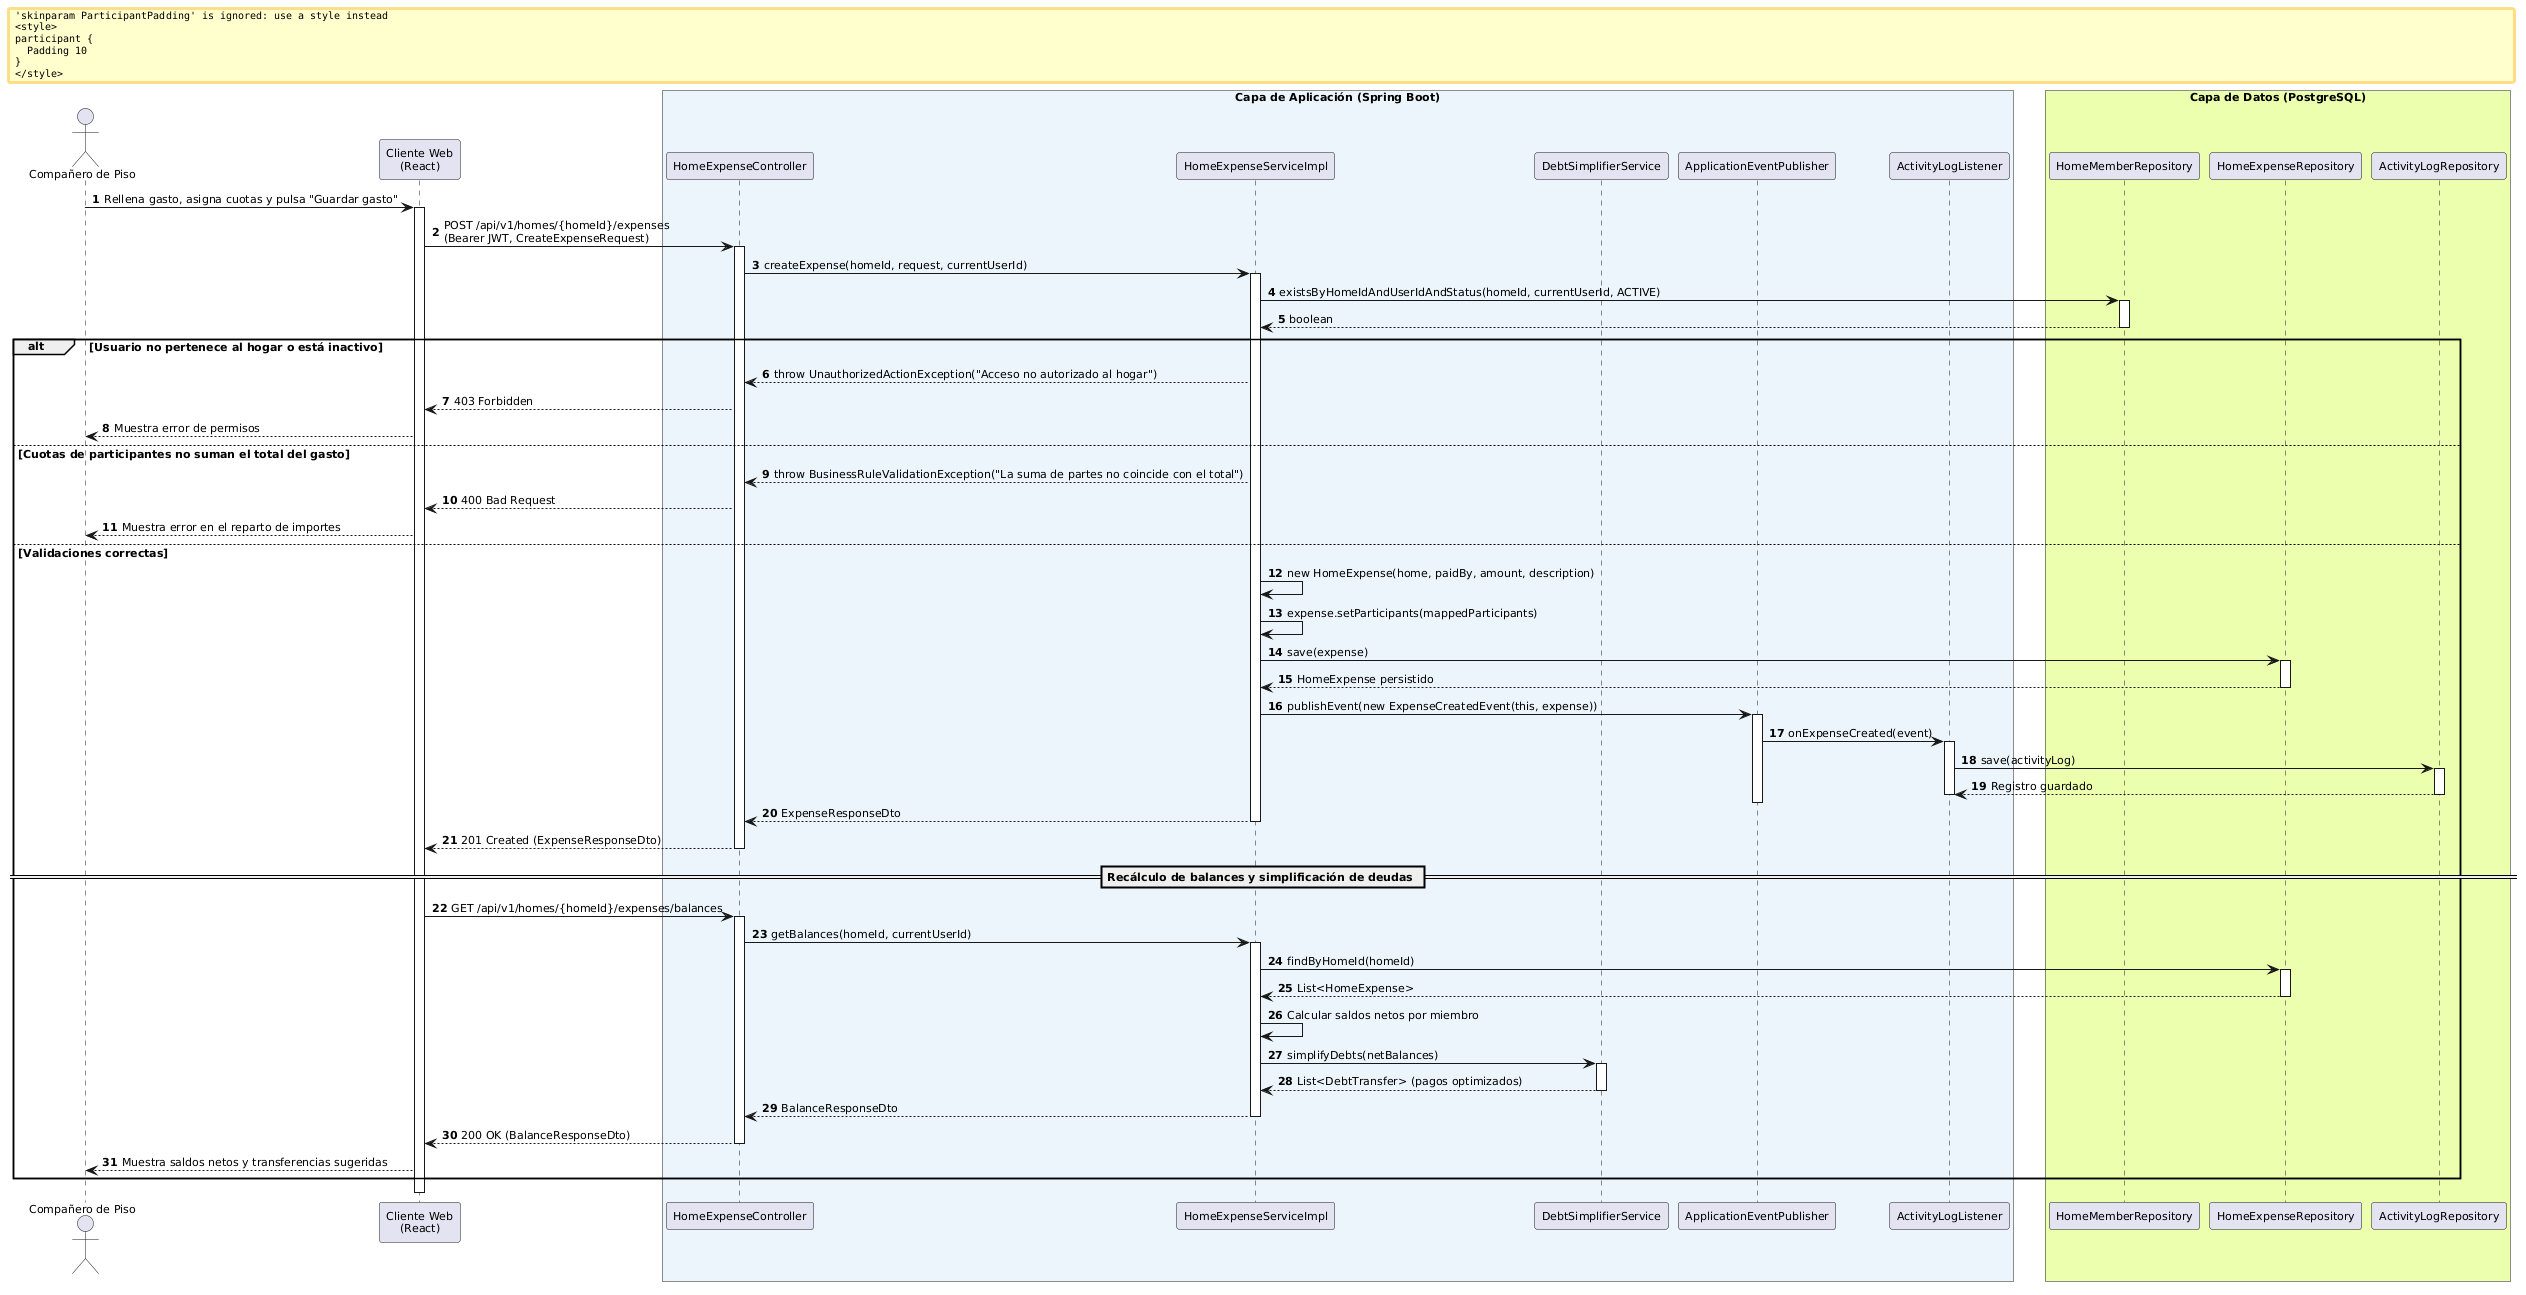 'skinparam ParticipantPadding' is ignored: use a style instead
<style>
participant {
  Padding 10
}
</style>
Capa de Aplicación (Spring Boot)
Capa de Datos (PostgreSQL)
Compañero de Piso
Cliente Web
(React)
HomeExpenseController
HomeExpenseServiceImpl
DebtSimplifierService
ApplicationEventPublisher
ActivityLogListener
HomeMemberRepository
HomeExpenseRepository
ActivityLogRepository
1 Rellena gasto, asigna cuotas y pulsa "Guardar gasto"
2 POST /api/v1/homes/{homeId}/expenses
(Bearer JWT, CreateExpenseRequest)
3 createExpense(homeId, request, currentUserId)
4 existsByHomeIdAndUserIdAndStatus(homeId, currentUserId, ACTIVE)
5 boolean
alt [Usuario no pertenece al hogar o está inactivo]
6 throw UnauthorizedActionException("Acceso no autorizado al hogar")
7 403 Forbidden
8 Muestra error de permisos
[Cuotas de participantes no suman el total del gasto]
9 throw BusinessRuleValidationException("La suma de partes no coincide con el total")
10 400 Bad Request
11 Muestra error en el reparto de importes
[Validaciones correctas]
12 new HomeExpense(home, paidBy, amount, description)
13 expense.setParticipants(mappedParticipants)
14 save(expense)
15 HomeExpense persistido
16 publishEvent(new ExpenseCreatedEvent(this, expense))
17 onExpenseCreated(event)
18 save(activityLog)
19 Registro guardado
20 ExpenseResponseDto
21 201 Created (ExpenseResponseDto)
Recálculo de balances y simplificación de deudas
22 GET /api/v1/homes/{homeId}/expenses/balances
23 getBalances(homeId, currentUserId)
24 findByHomeId(homeId)
25 List<HomeExpense>
26 Calcular saldos netos por miembro
27 simplifyDebts(netBalances)
28 List<DebtTransfer> (pagos optimizados)
29 BalanceResponseDto
30 200 OK (BalanceResponseDto)
31 Muestra saldos netos y transferencias sugeridas
Compañero de Piso
Cliente Web
(React)
HomeExpenseController
HomeExpenseServiceImpl
DebtSimplifierService
ApplicationEventPublisher
ActivityLogListener
HomeMemberRepository
HomeExpenseRepository
ActivityLogRepository